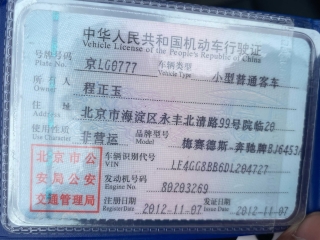 中华人民共和国机动车行驶证
Vehicle License of the People's Republic of China
号牌号码 京LG0777 车辆类型 小型普通客车
Plate No. Vehicle Type
所有人 程正玉
住址 北京市海淀区永丰北清路99号院临20
Address
使用性质 非营运 品牌型号 梅赛德斯-奔驰牌BJ6453
Use Character Model
北京市公安局公安交通管理局
车辆识别代号 LE4GG8BB6DL204727
VIN
发动机号码 80203269
Engine No.
注册日期 2012-11-07 发证日期 2012-11-07
Register Date Issue Date